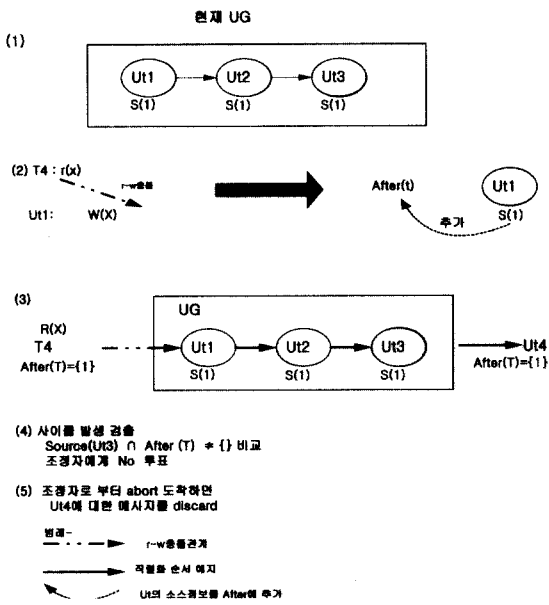 현재 UG
(1)
Ut1 Ut2 Ut3
S(1) S(1) S(1)
(2) T4 : r(x)
r-w충돌
Ut1: W(X)
After(t) Ut1
S(1)
추가
(3)
UG
R(X)
T4 Ut1 Ut2 Ut3 Ut4
After(T)={1} S(1) S(1) S(1) After(T)={1}
(4) 사이클 발생 검출
Source(Ut3) ∩ After (T) ≠ {} 비교
조정자에게 No 투표
(5) 조정자로 부터 abort 도착하면
Ut4에 대한 메시지를 discard
범례-
r-w충돌관계
직렬화 순서 에지
Ut의 소스정보를 After에 추가